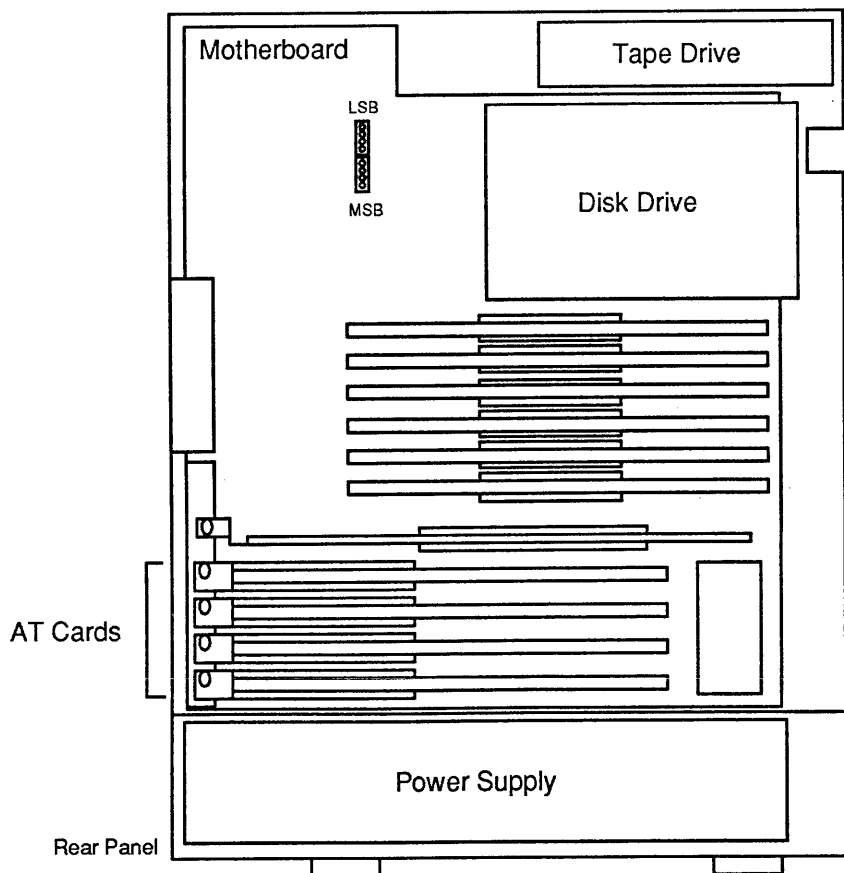 Motherboard
Tape Drive
LSB
MSB
Disk Drive
AT Cards
Power Supply
Rear Panel